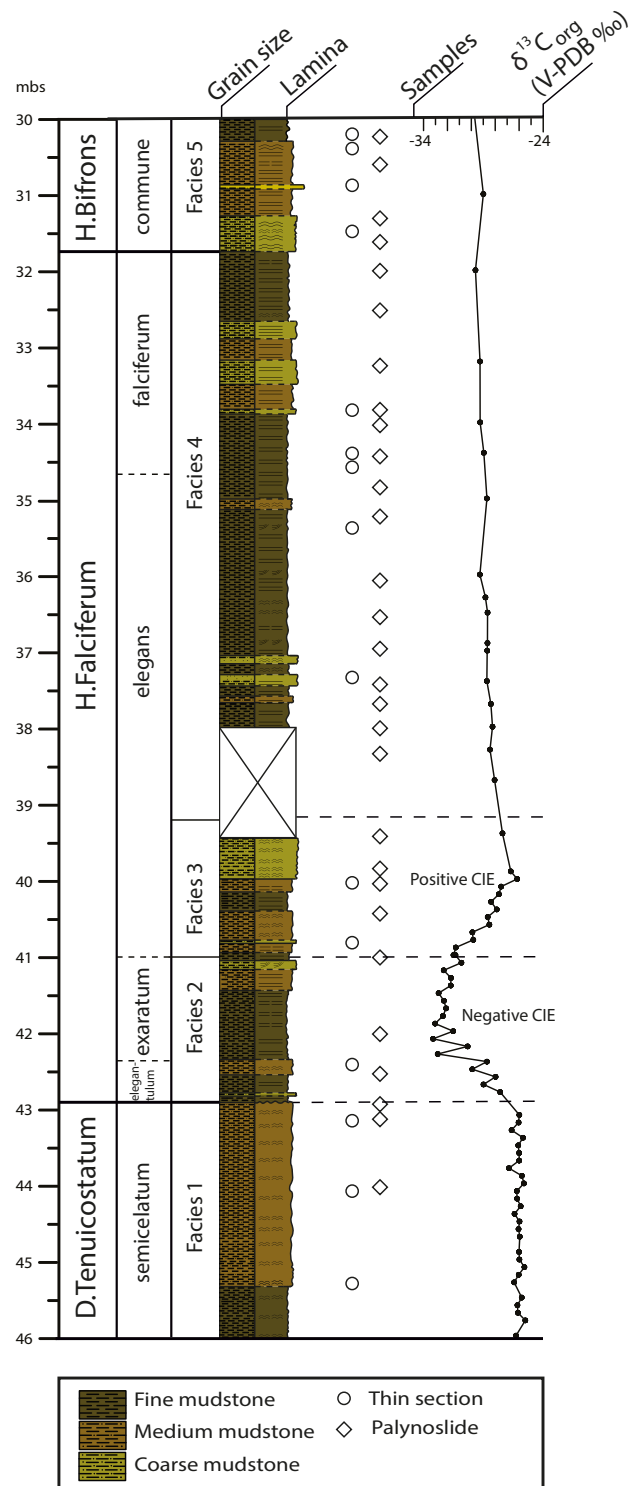 mbs
Grain size
Lamina
Samples
δ¹³C org
(V-PDB ‰)
-34
-24
30
31
32
33
34
35
36
37
38
39
40
41
42
43
44
45
46
H.Bifrons
H.Falciferum
D.Tenuicostatum
commune
falciferum
elegans
exaratum
elegan-
tulum
semicelatum
Facies 5
Facies 4
Facies 3
Facies 2
Facies 1
Positive CIE
Negative CIE
Fine mudstone
Medium mudstone
Coarse mudstone
Thin section
Palynoslide